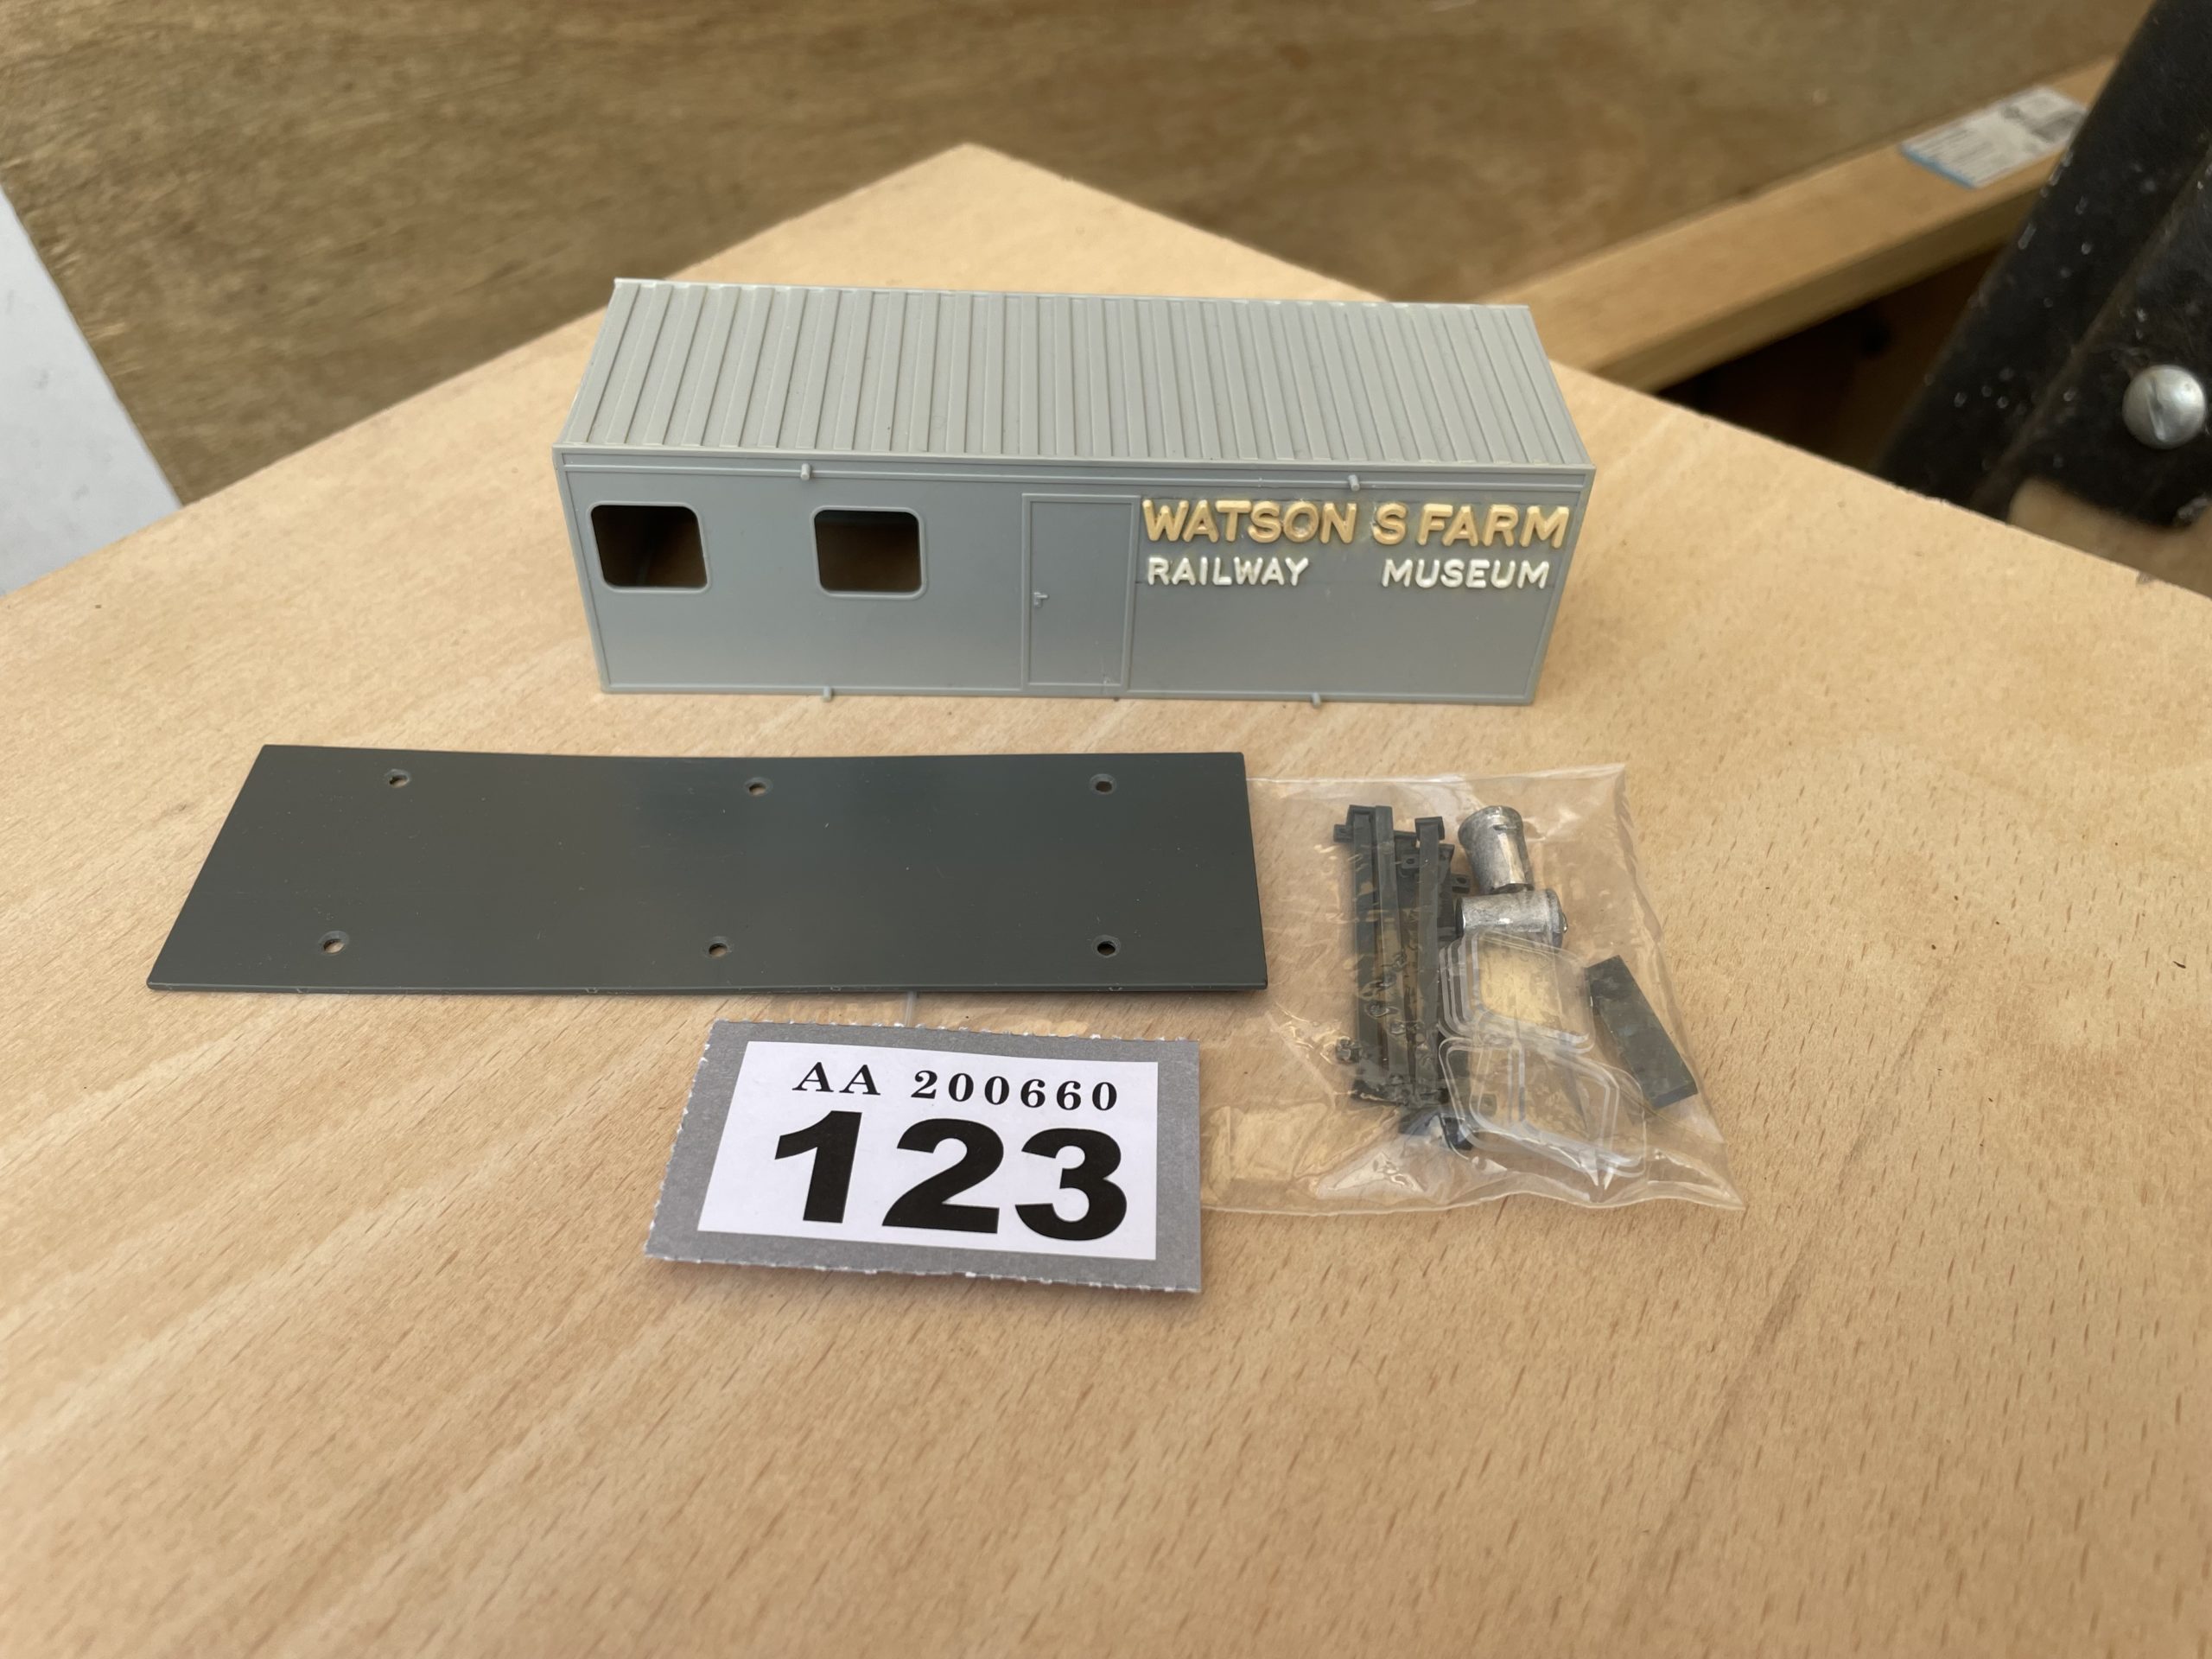 WATSON S FARM
RAILWAY MUSEUM
AA 200660
123